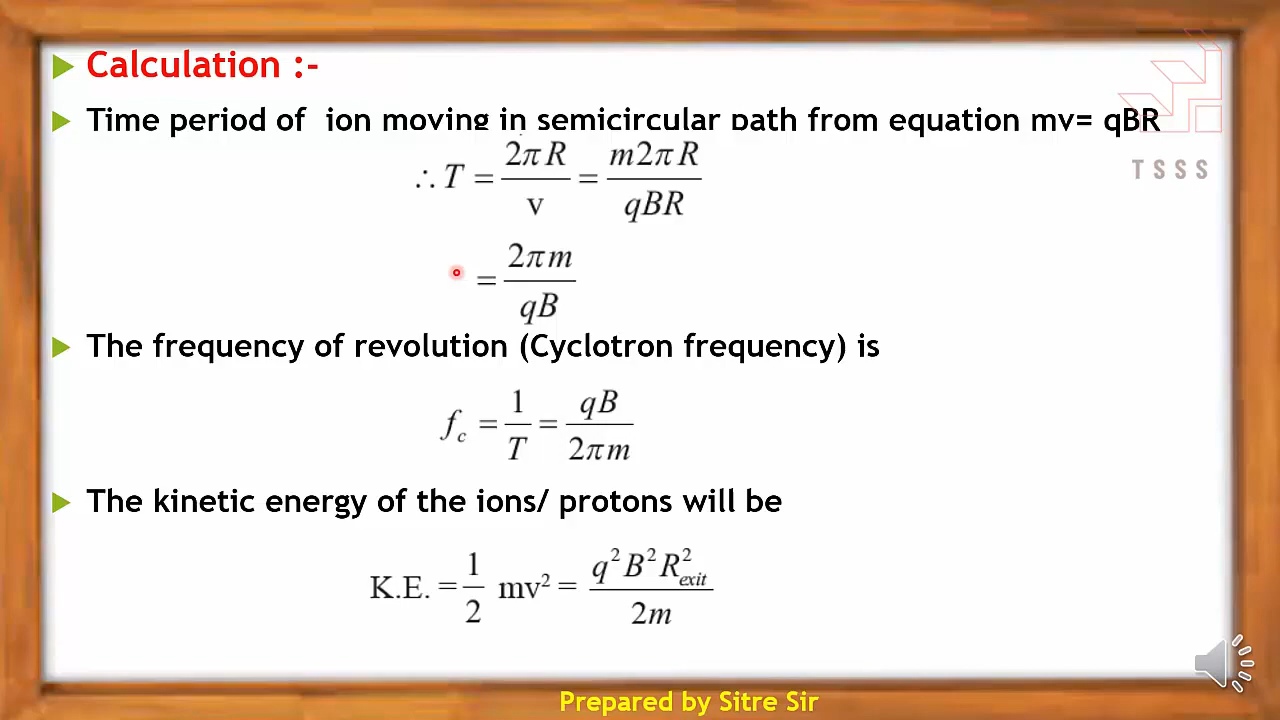 Calculation :-
Time period of ion moving in semicircular path from equation mv= qBR
∴ T = 2πR / v = m2πR / qBR
= 2πm / qB
The frequency of revolution (Cyclotron frequency) is
f_c = 1 / T = qB / 2πm
The kinetic energy of the ions/ protons will be
K.E. = 1/2 mv² = q²B²R²_exit / 2m
TSSS
Prepared by Sitre Sir